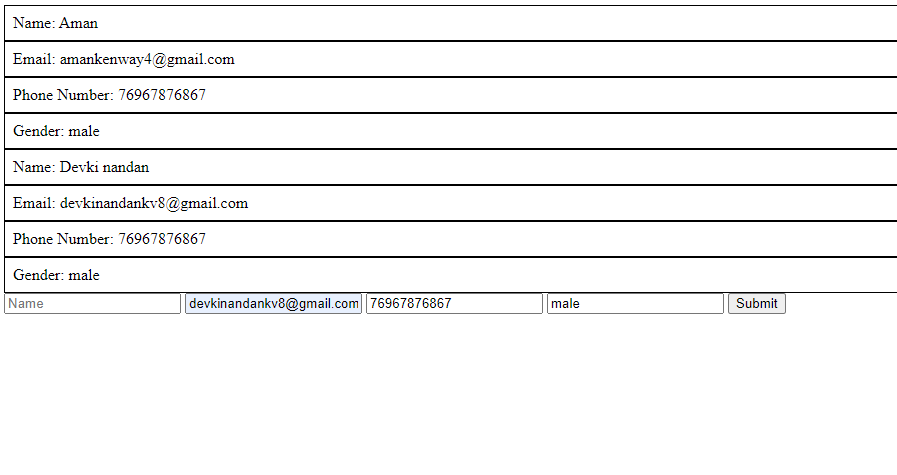 Name: Aman
Email: amankenway4@gmail.com
Phone Number: 76967876867
Gender: male
Name: Devki nandan
Email: devkinandankv8@gmail.com
Phone Number: 76967876867
Gender: male
Name devkinandankv8@gmail.com 76967876867 male Submit